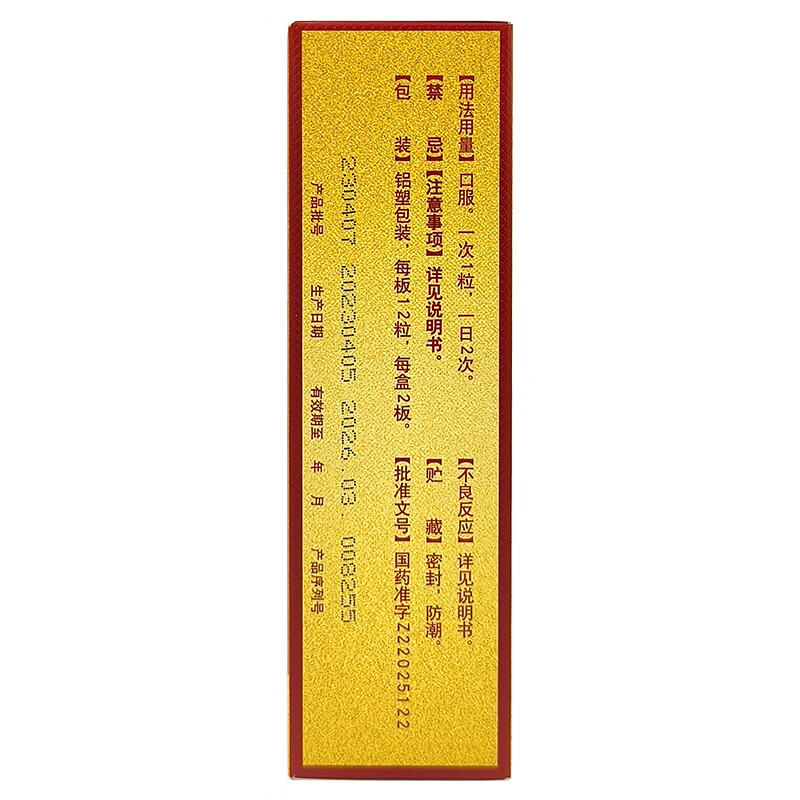 【用法用量】口服。一次1粒，一日2次。
【不良反应】详见说明书。
【禁 忌】【注意事项】详见说明书。
【贮 藏】密封，防潮。
【包 装】铝塑包装，每板12粒，每盒2板。
【批准文号】国药准字Z22025122
230407 20230405 2026.03. 008255
产品批号 生产日期 有效期至 年 月 产品序列号